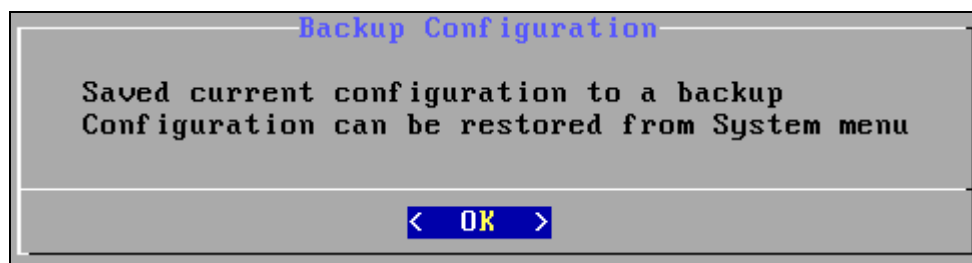 Backup Configuration
Saved current configuration to a backup
Configuration can be restored from System menu
< OK >